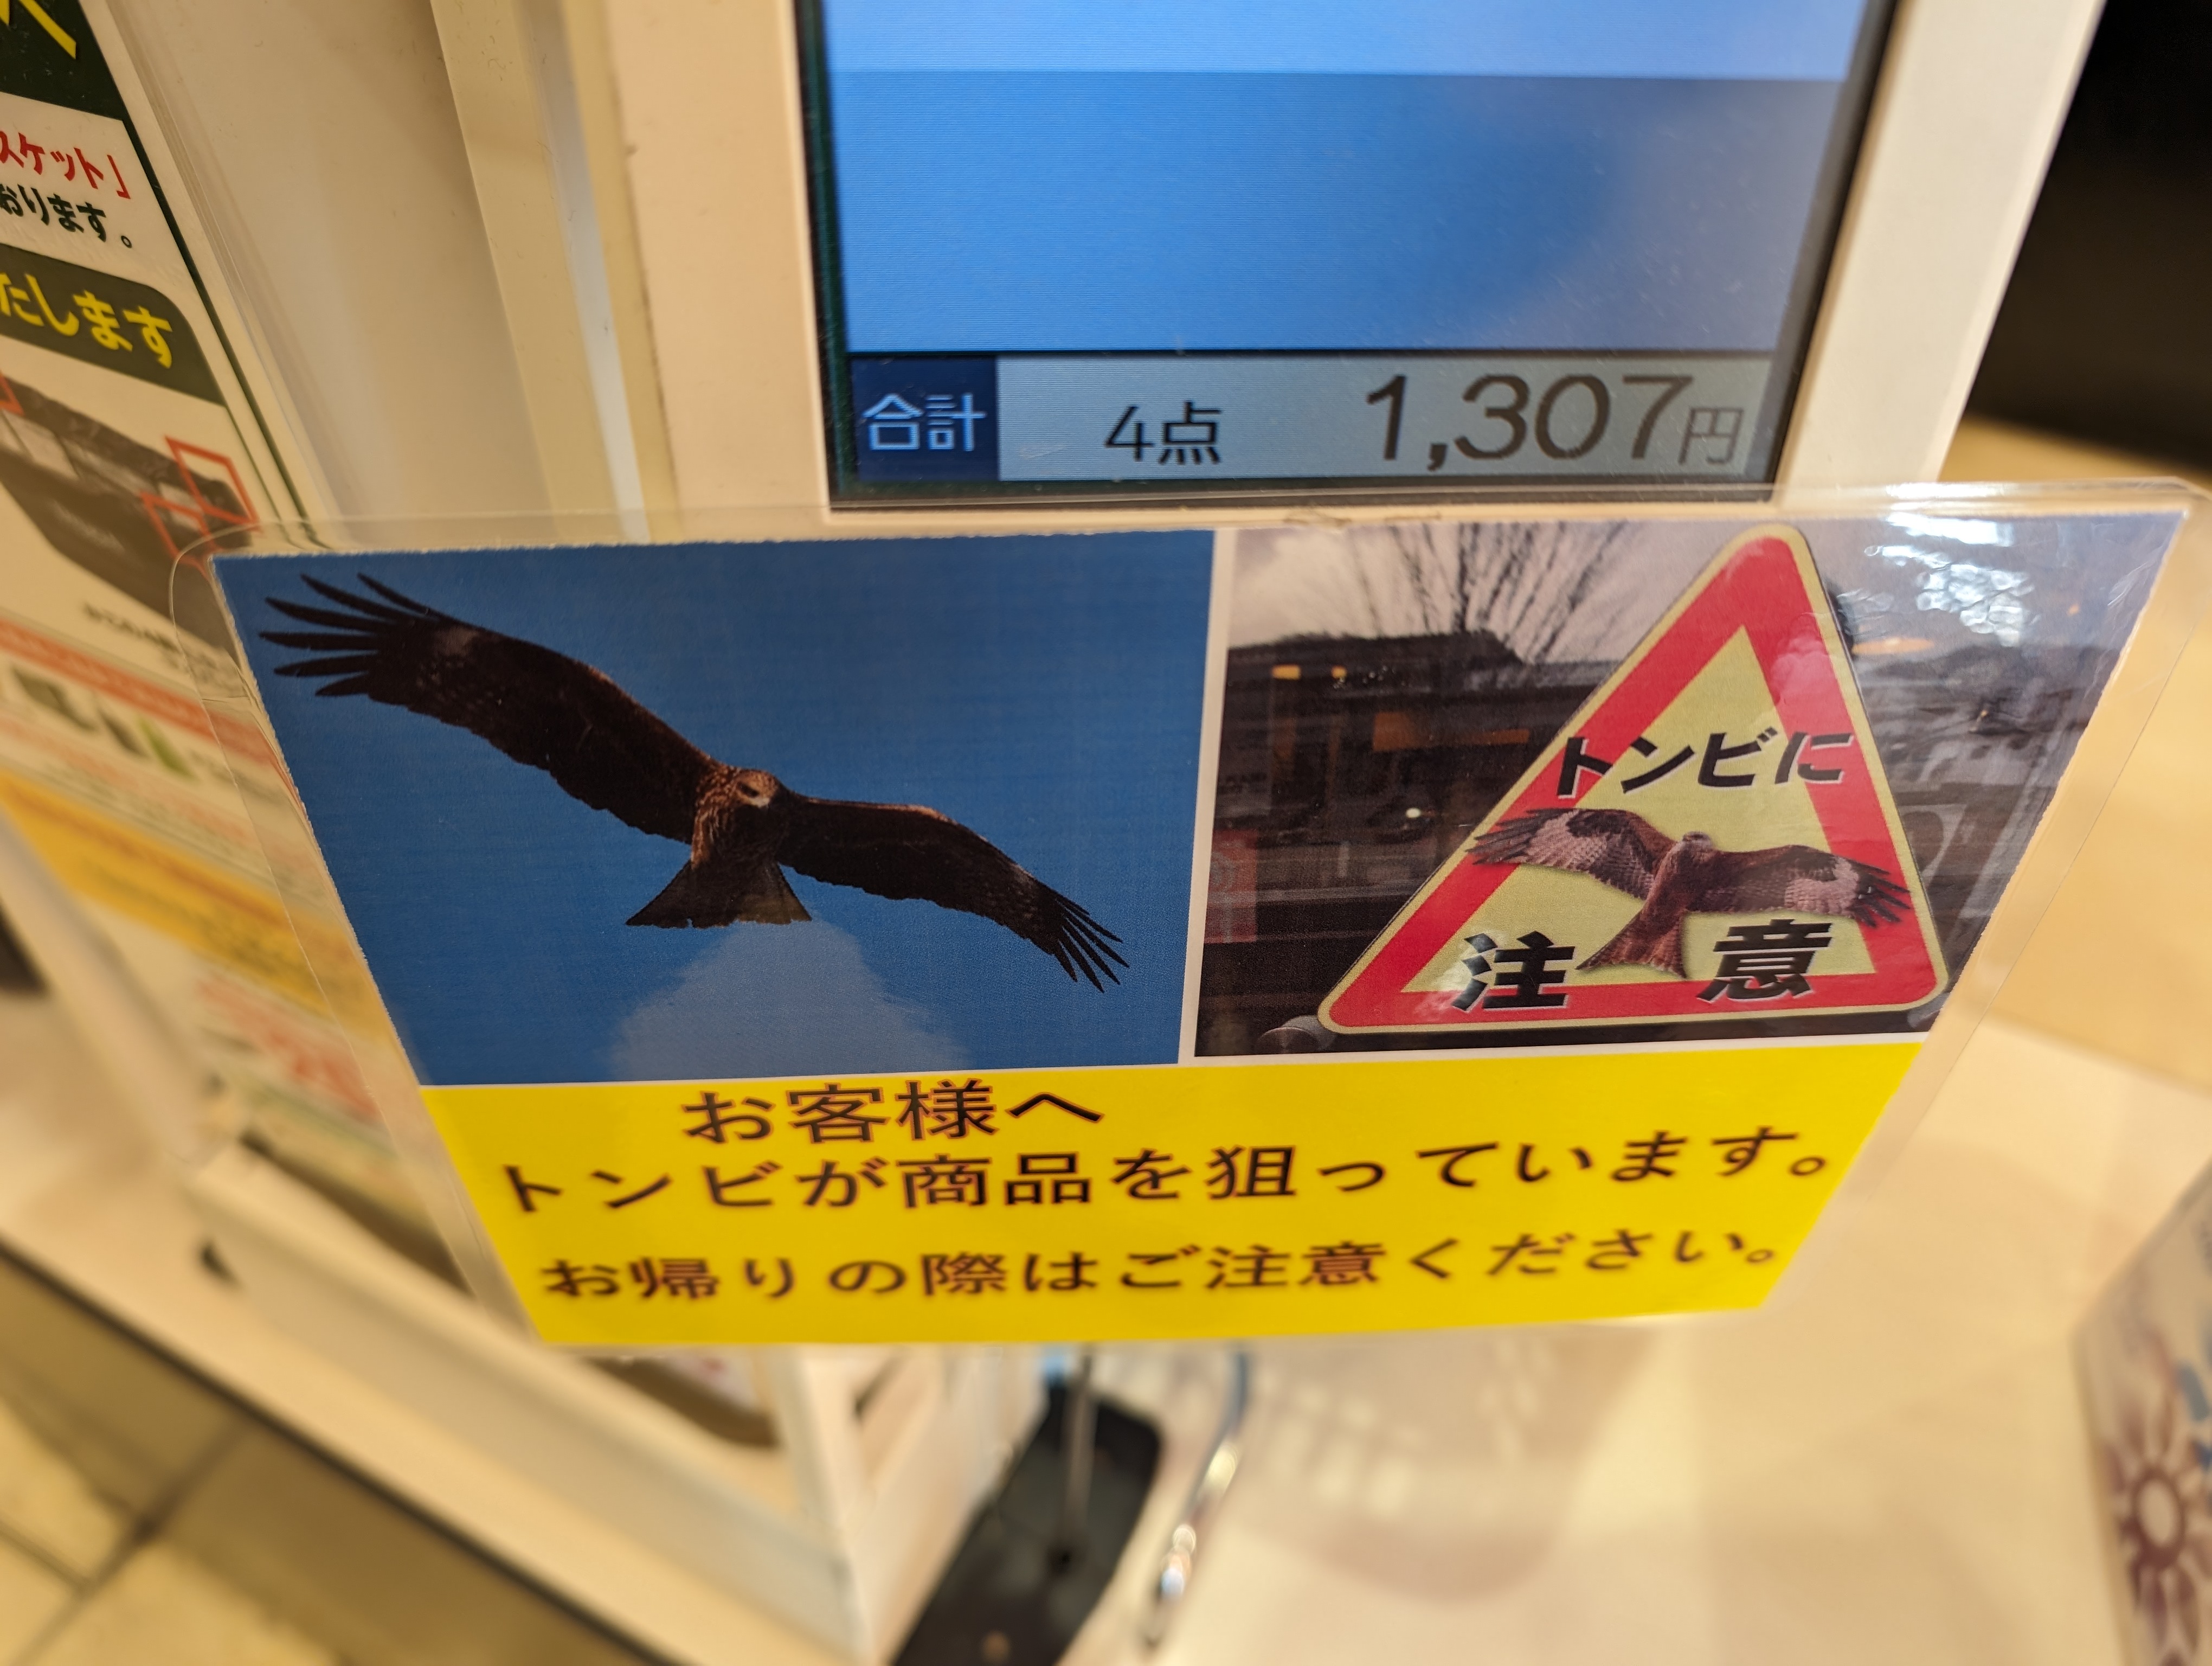 スケット」
おります。
たします
合計 4点 1,307円
トンビに
注意
お客様へ
トンビが商品を狙っています。
お帰りの際はご注意ください。